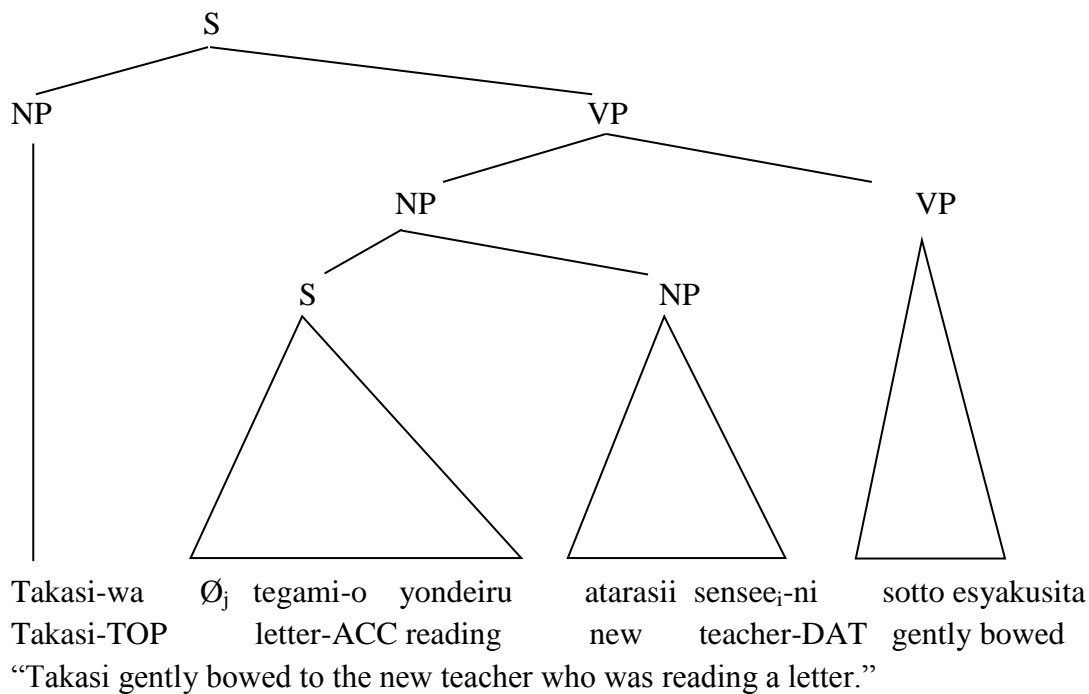 S
NP VP
NP VP
S NP
Takasi-wa Øⱼ tegami-o yondeiru atarasii senseeᵢ-ni sotto esyakusita
Takasi-TOP letter-ACC reading new teacher-DAT gently bowed
“Takasi gently bowed to the new teacher who was reading a letter.”